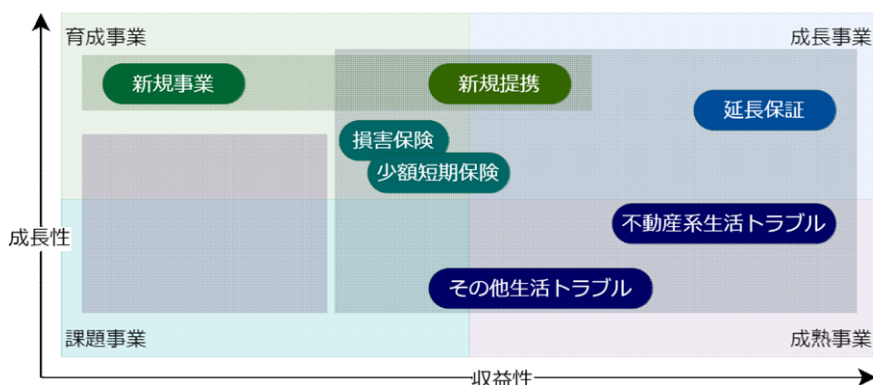 育成事業
成長事業
新規事業
新規提携
延長保証
損害保険
少額短期保険
不動産系生活トラブル
成長性
その他生活トラブル
課題事業
成熟事業
収益性